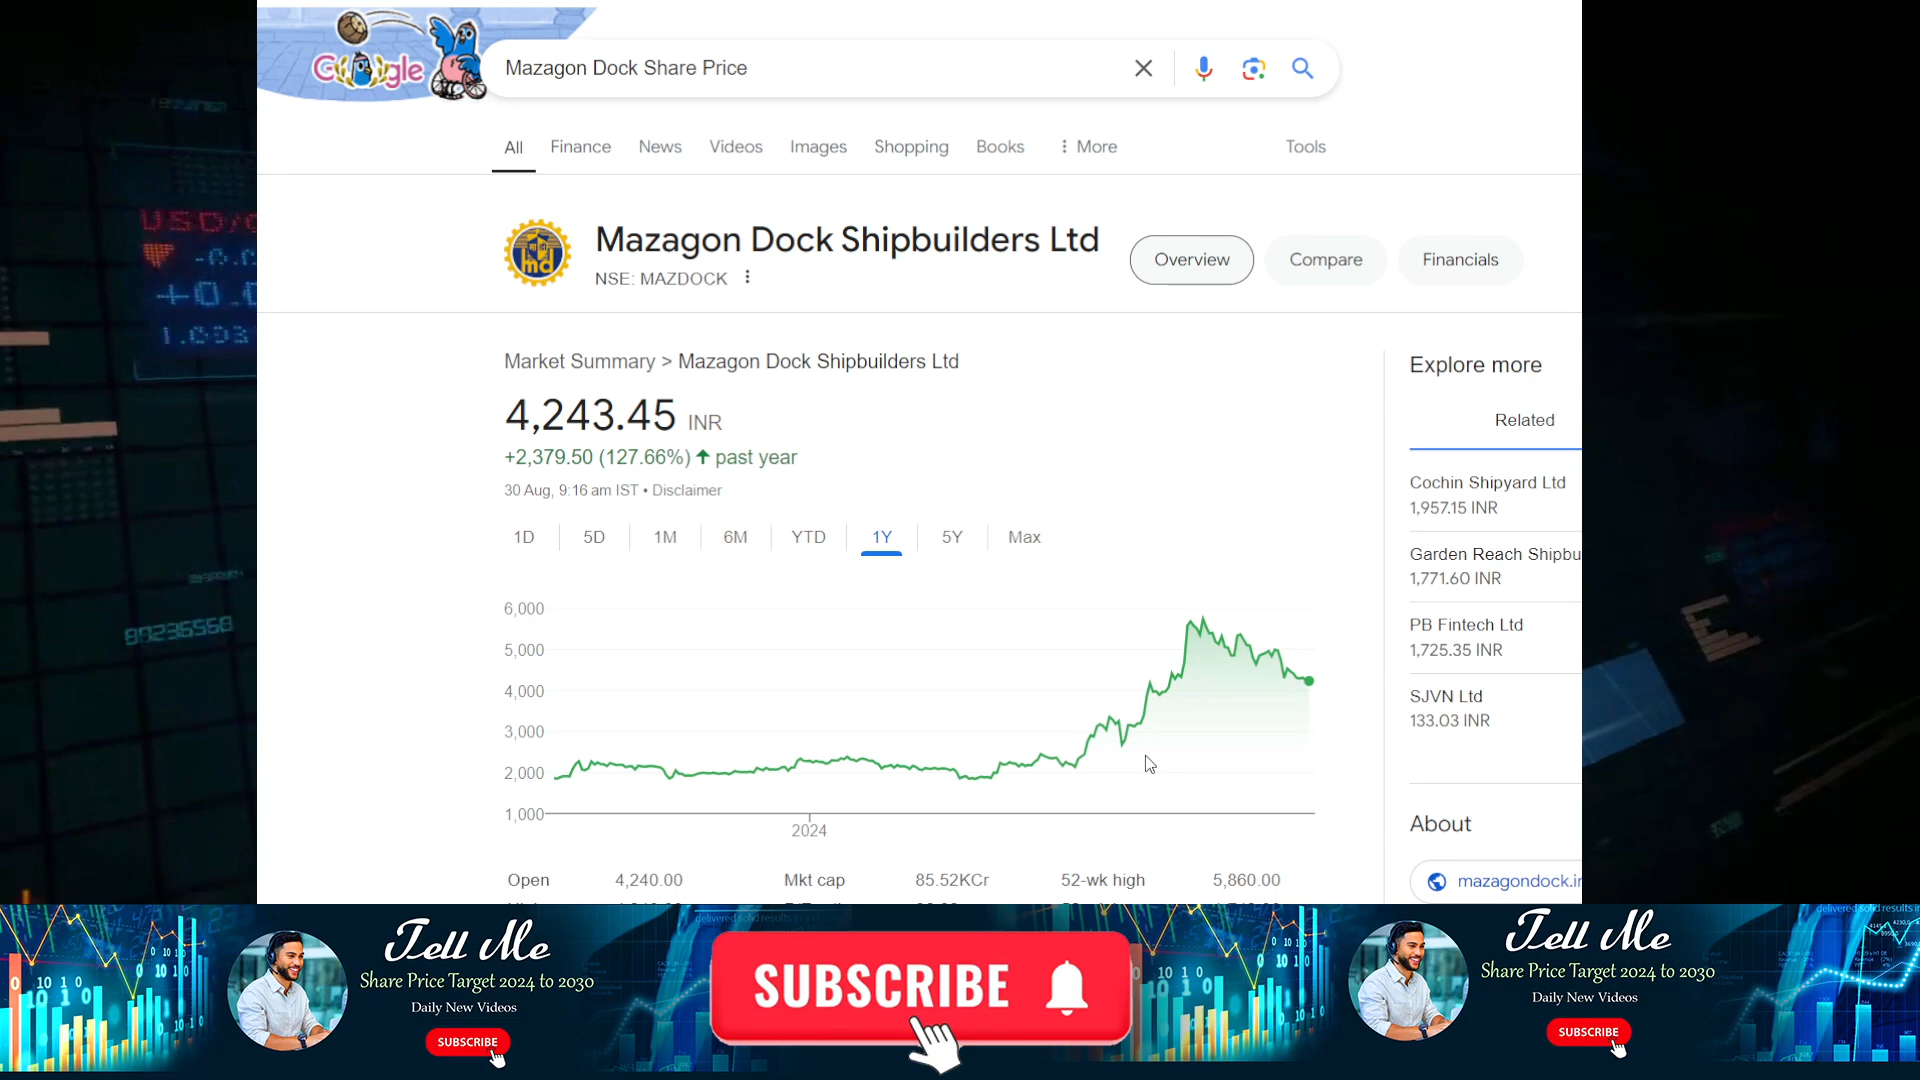 Google
Mazagon Dock Share Price
All Finance News Videos Images Shopping Books More Tools
Mazagon Dock Shipbuilders Ltd
NSE: MAZDOCK
Overview Compare Financials
Market Summary > Mazagon Dock Shipbuilders Ltd
4,243.45 INR
+2,379.50 (127.66%) ↑ past year
30 Aug, 9:16 am IST • Disclaimer
1D 5D 1M 6M YTD 1Y 5Y Max
6,000
5,000
4,000
3,000
2,000
1,000
2024
Open 4,240.00 Mkt cap 85.52KCr 52-wk high 5,860.00
Explore more
Related
Cochin Shipyard Ltd
1,957.15 INR
Garden Reach Shipbu
1,771.60 INR
PB Fintech Ltd
1,725.35 INR
SJVN Ltd
133.03 INR
About
mazagondock.in
Tell Me
Share Price Target 2024 to 2030
Daily New Videos
SUBSCRIBE
SUBSCRIBE
Tell Me
Share Price Target 2024 to 2030
Daily New Videos
SUBSCRIBE